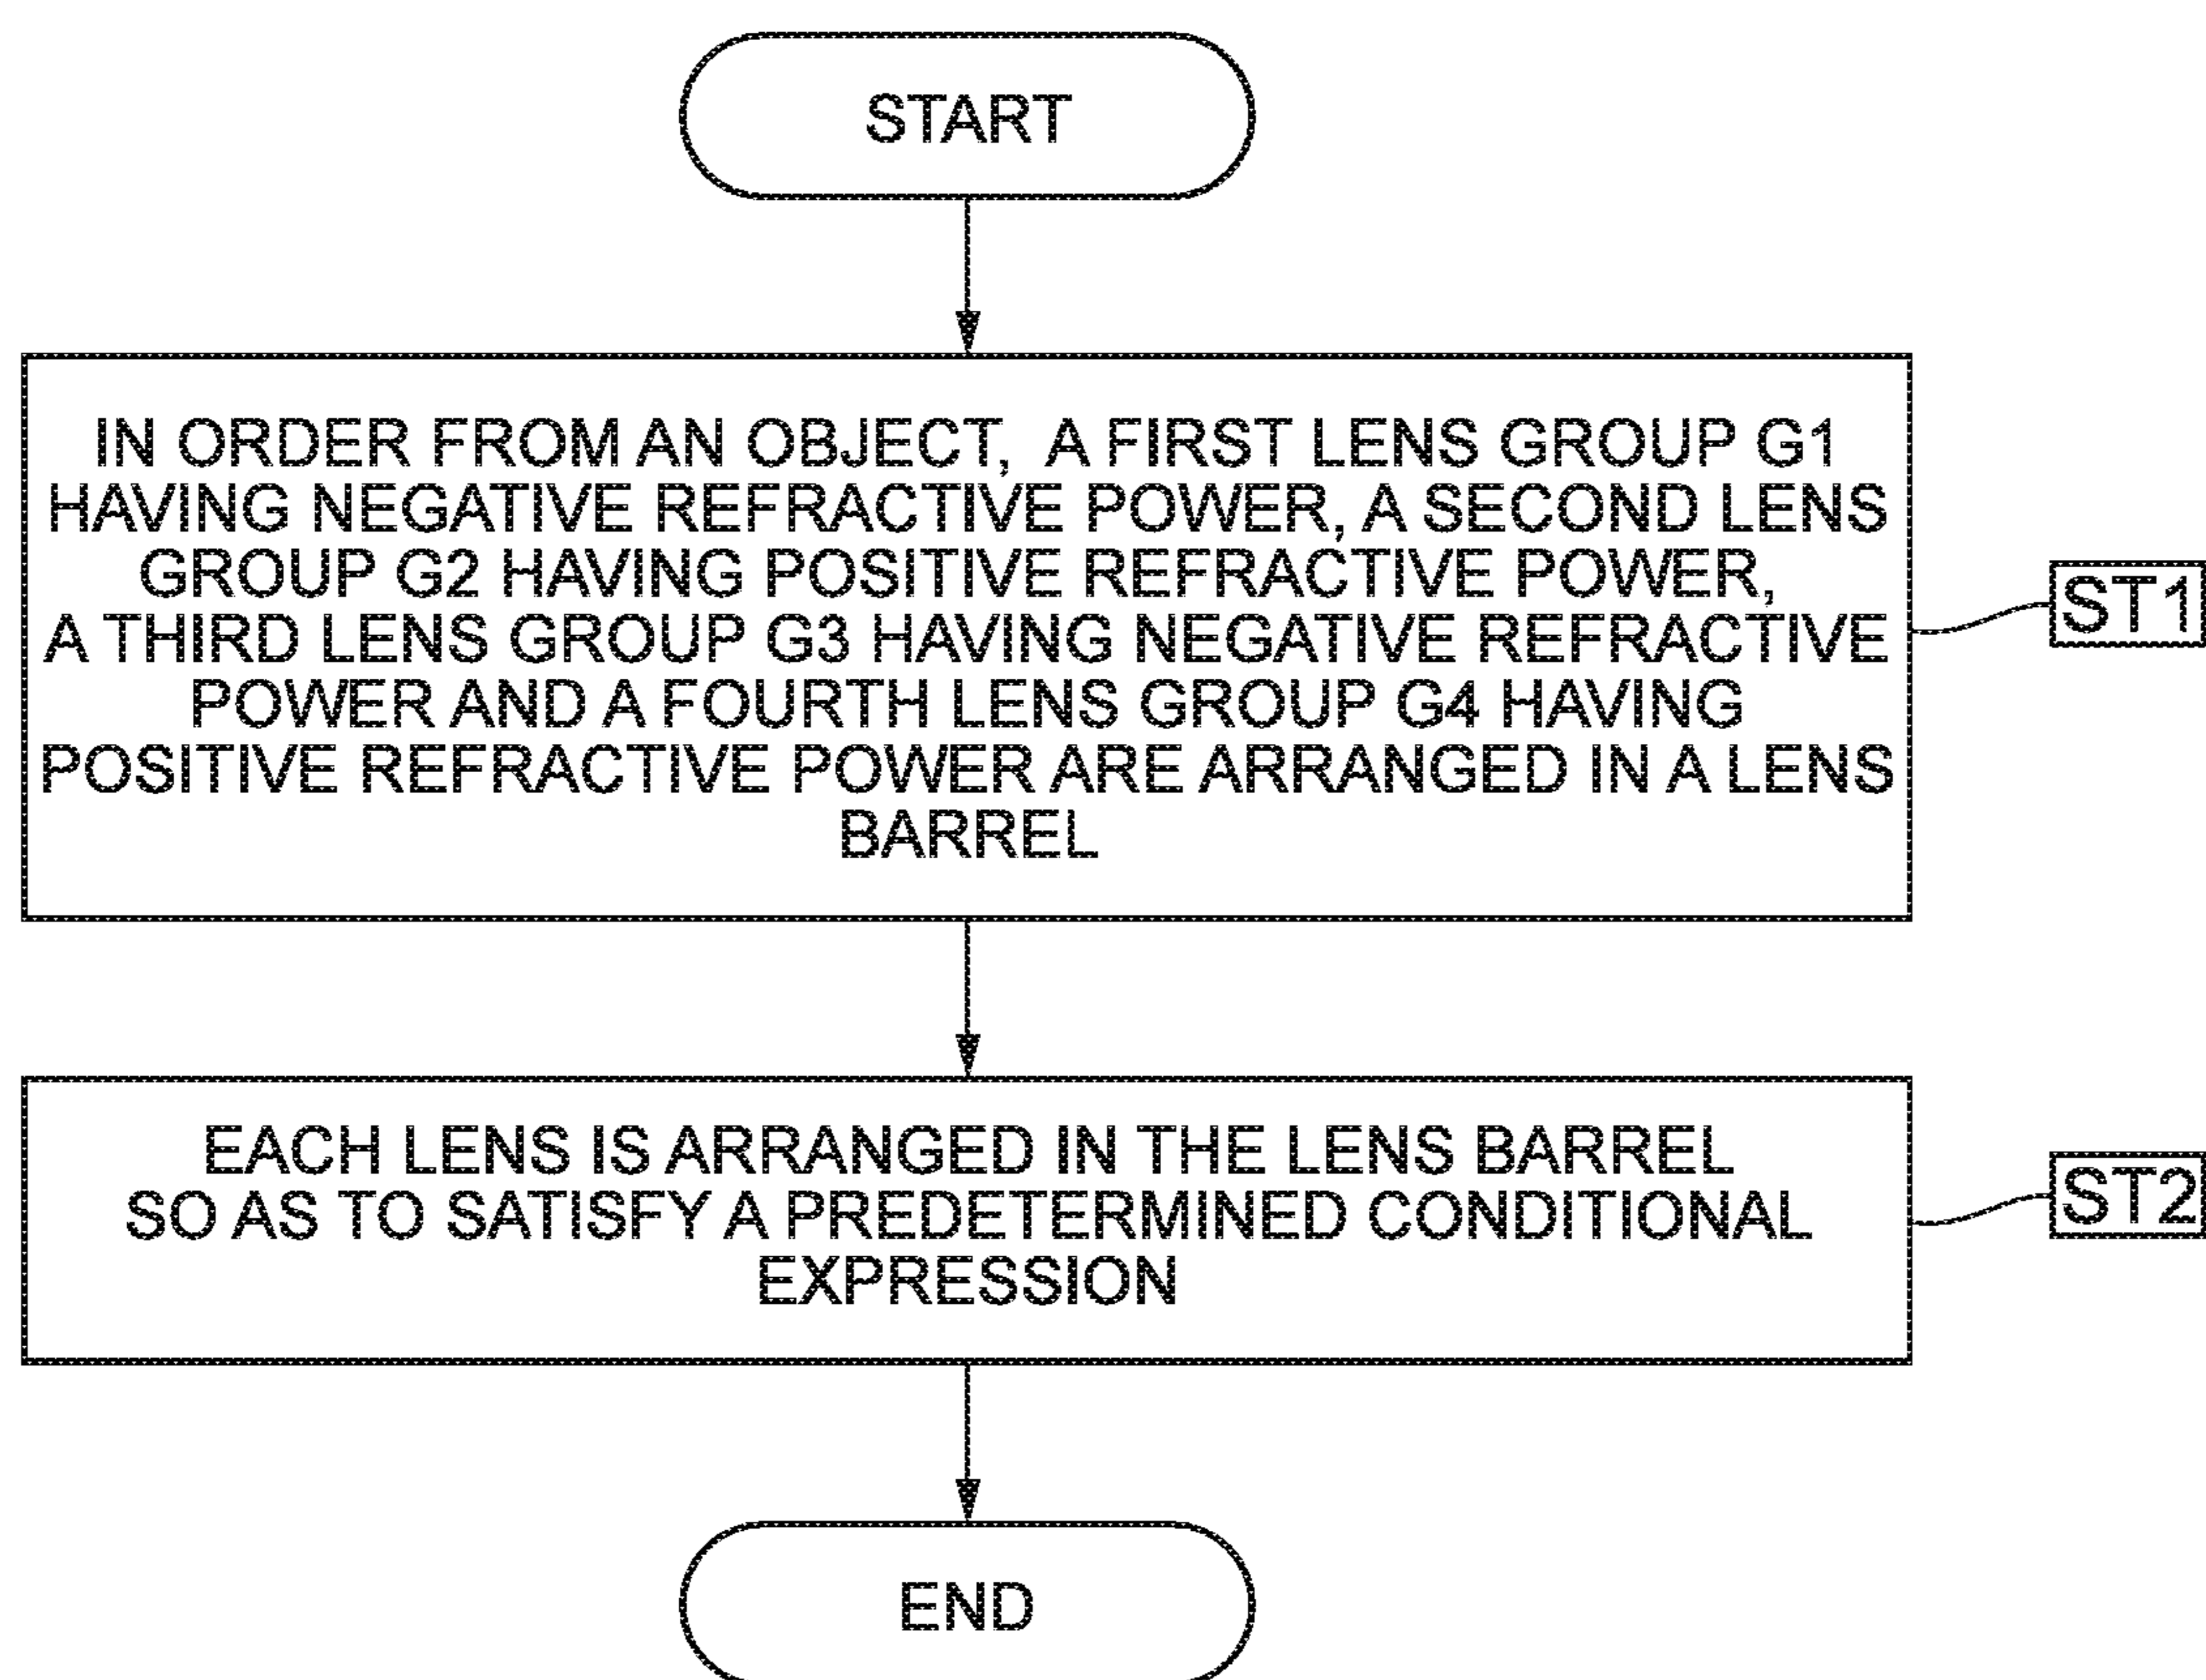 START
IN ORDER FROM AN OBJECT, A FIRST LENS GROUP G1
HAVING NEGATIVE REFRACTIVE POWER, A SECOND LENS
GROUP G2 HAVING POSITIVE REFRACTIVE POWER,
A THIRD LENS GROUP G3 HAVING NEGATIVE REFRACTIVE
POWER AND A FOURTH LENS GROUP G4 HAVING
POSITIVE REFRACTIVE POWER ARE ARRANGED IN A LENS
BARREL
ST1
EACH LENS IS ARRANGED IN THE LENS BARREL
SO AS TO SATISFY A PREDETERMINED CONDITIONAL
EXPRESSION
ST2
END